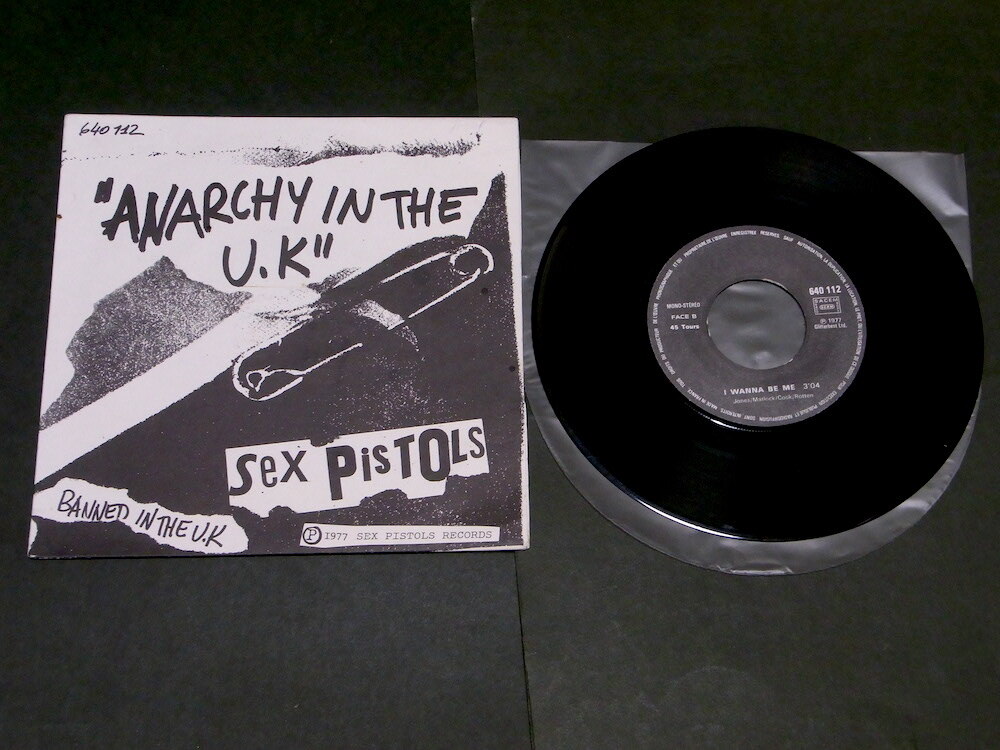 640 112
"ANARCHY IN THE
U.K"
SEX PISTOLS
BANNED IN THE U.K
Ⓟ 1977 SEX PISTOLS RECORDS
MONO-STÉRÉO
FACE B
45 Tours
640 112
SACEM
℗ 1977
Glitterbest Ltd.
I WANNA BE ME 3'04
Jones/Matlock/Cook/Rotten